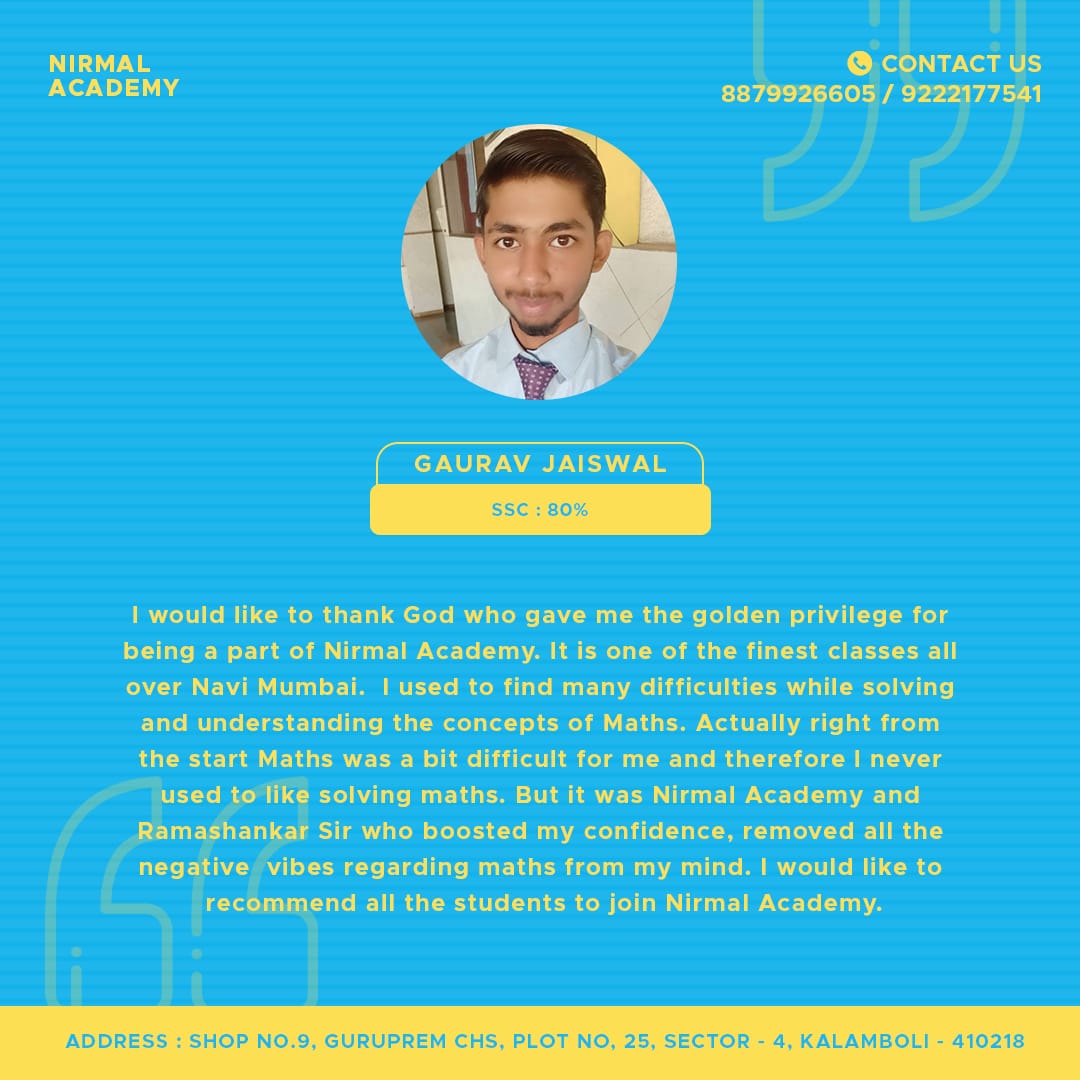 NIRMAL
ACADEMY
CONTACT US
8879926605 / 9222177541
GAURAV JAISWAL
SSC : 80%
I would like to thank God who gave me the golden privilege for
being a part of Nirmal Academy. It is one of the finest classes all
over Navi Mumbai.  I used to find many difficulties while solving
and understanding the concepts of Maths. Actually right from
the start Maths was a bit difficult for me and therefore I never
used to like solving maths. But it was Nirmal Academy and
Ramashankar Sir who boosted my confidence, removed all the
negative  vibes regarding maths from my mind. I would like to
recommend all the students to join Nirmal Academy.
ADDRESS : SHOP NO.9, GURUPREM CHS, PLOT NO, 25, SECTOR - 4, KALAMBOLI - 410218